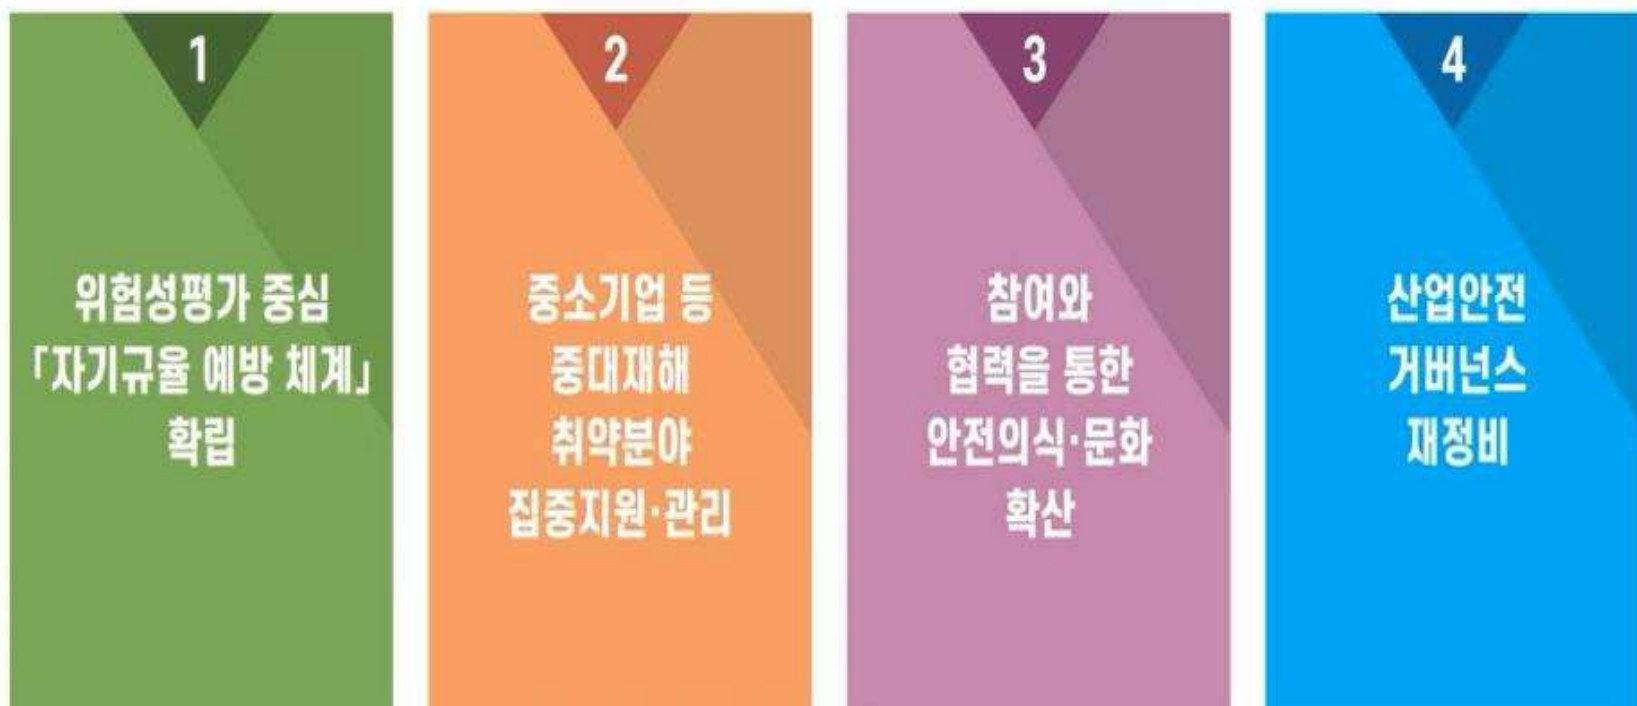 1
위험성평가 중심
「자기규율 예방 체계」
확립
2
중소기업 등
중대재해
취약분야
집중지원·관리
3
참여와
협력을 통한
안전의식·문화
확산
4
산업안전
거버넌스
재정비